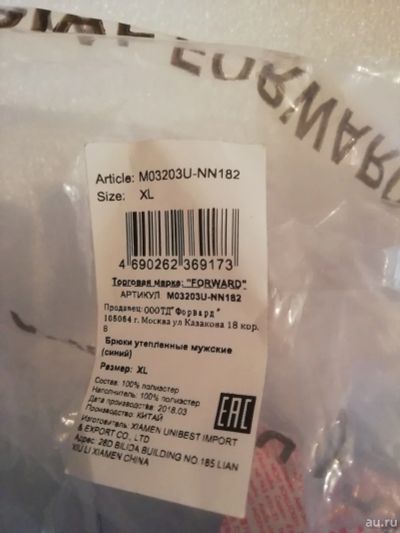 FORWARD
Article: M03203U-NN182
Size: XL
4 690262 369173
Торговая марка: "FORWARD"
АРТИКУЛ M03203U-NN182
Продавец: ОООТД"Форвард"
105064 г. Москва ул Казакова 18 кор.
8
Брюки утепленные мужские
(синий)
Размер: XL
Состав: 100% полиэстер
Наполнитель: 100% полиэстер
Дата производства: 2018.03
Производство: КИТАЙ
Изготовитель: XIAMEN UNIBEST IMPORT
& EXPORT CO., LTD
Адрес: 28D BILIDA BUILDING NO.185 LIAN
XIU LI XIAMEN CHINA
EAC
au.ru